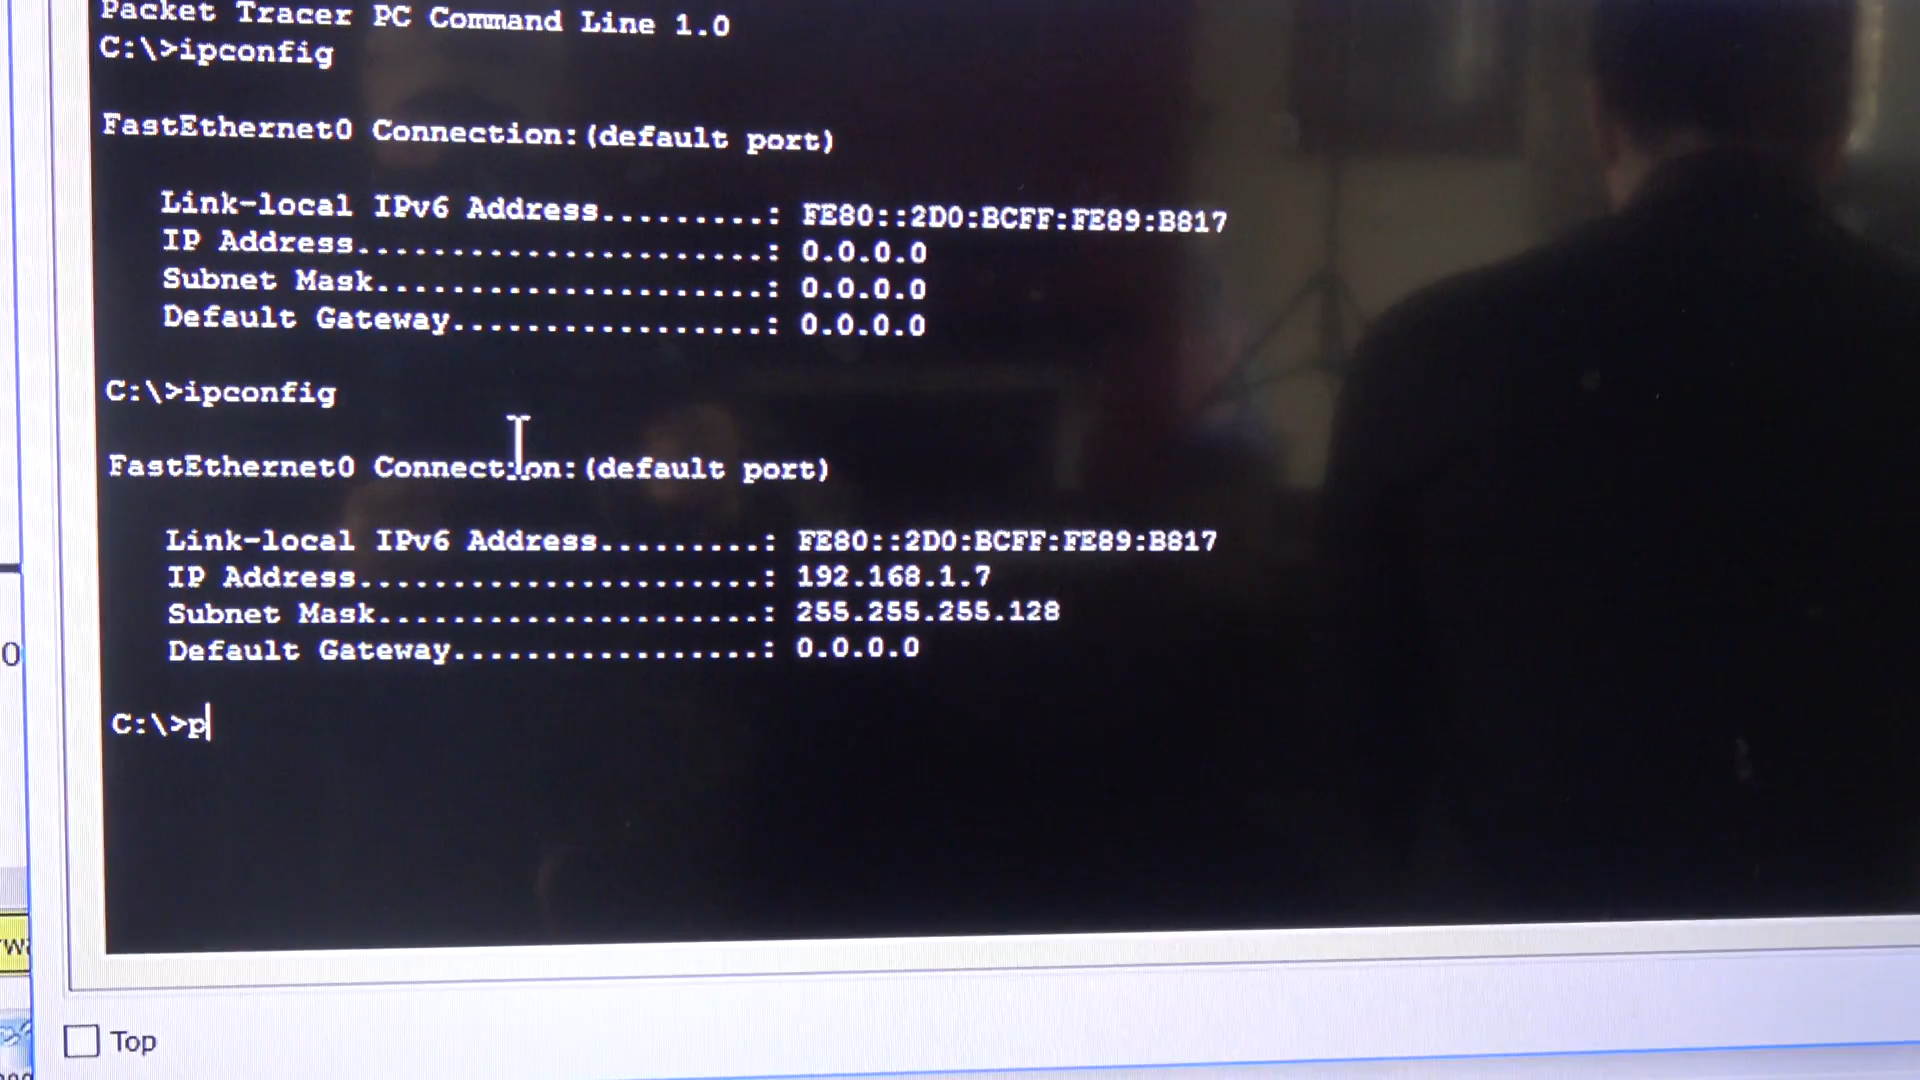 Packet Tracer PC Command Line 1.0
C:\>ipconfig
FastEthernet0 Connection:(default port)
Link-local IPv6 Address.........: FE80::2D0:BCFF:FE89:B817
IP Address......................: 0.0.0.0
Subnet Mask.....................: 0.0.0.0
Default Gateway.................: 0.0.0.0
C:\>ipconfig
FastEthernet0 Connection:(default port)
Link-local IPv6 Address.........: FE80::2D0:BCFF:FE89:B817
IP Address......................: 192.168.1.7
Subnet Mask.....................: 255.255.255.128
Default Gateway.................: 0.0.0.0
C:\>p
Top